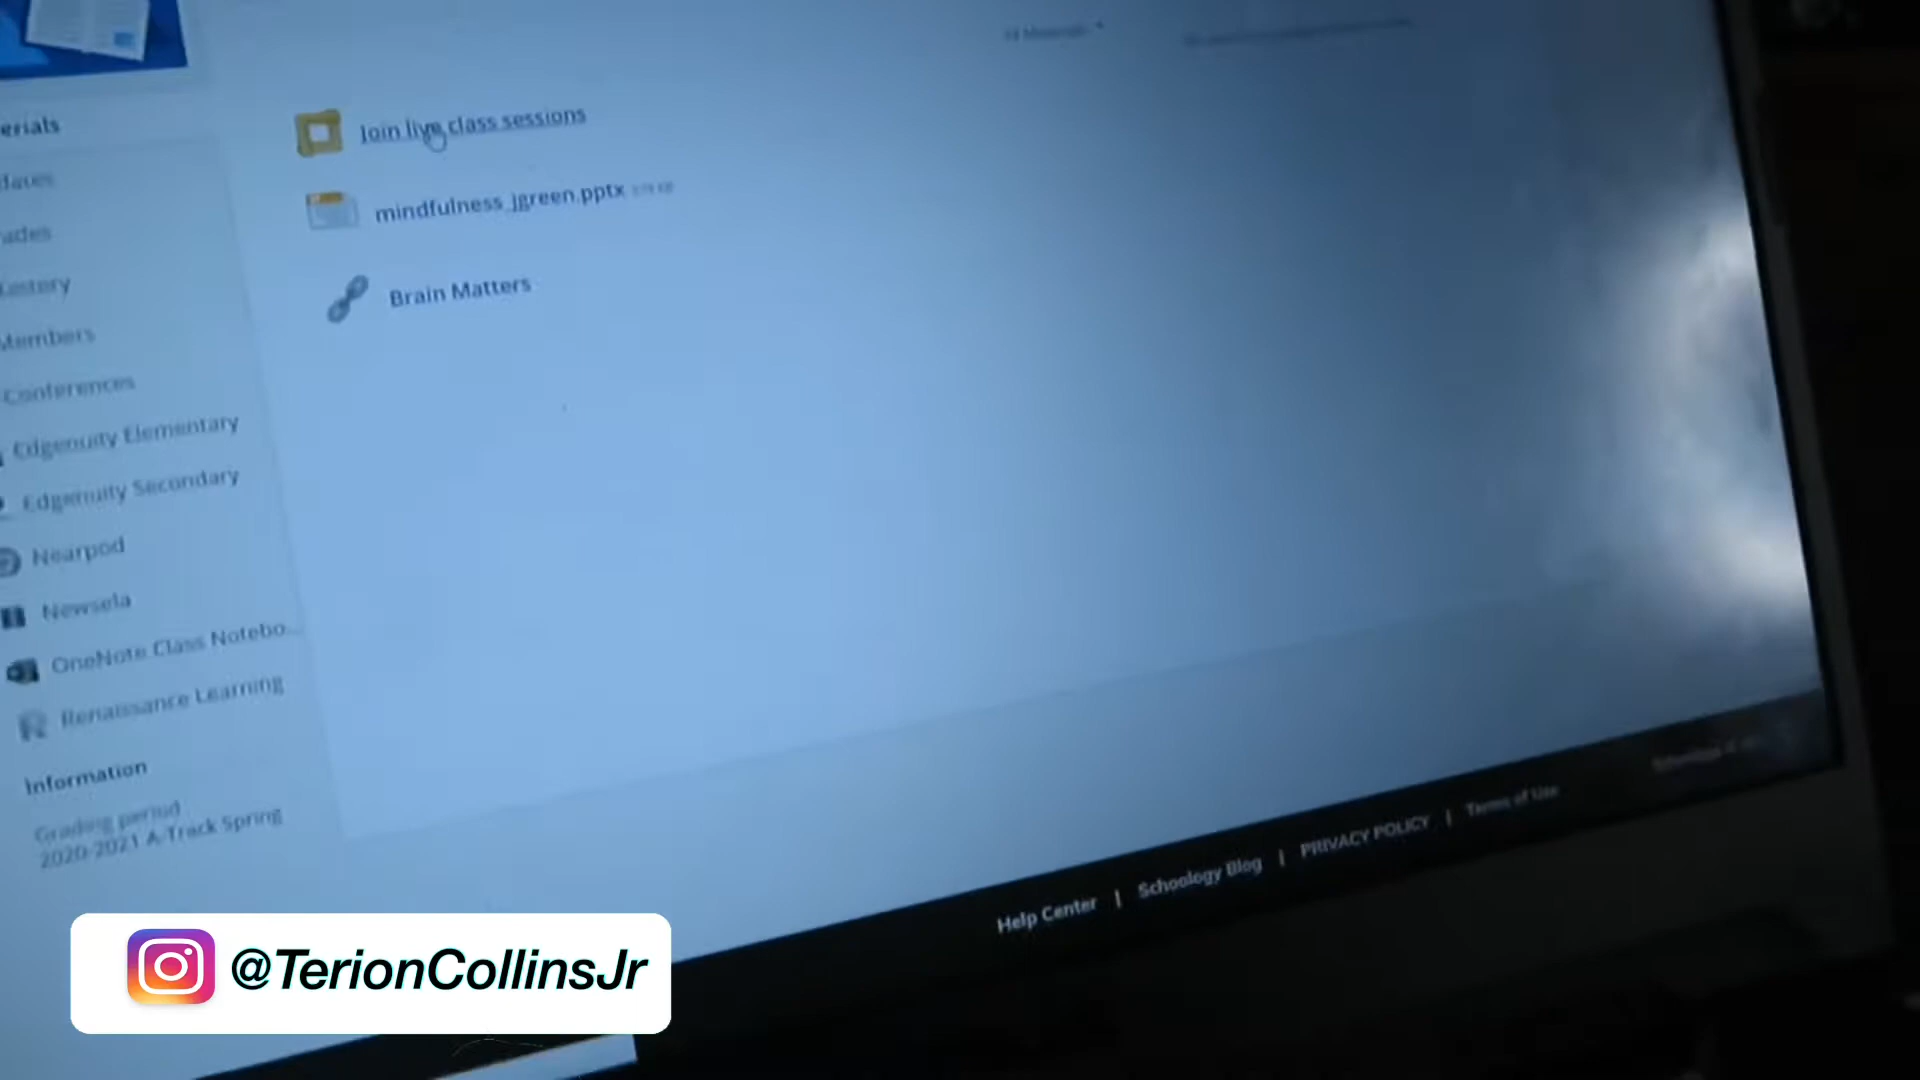 erials
Join live class sessions
mindfulness_jgreen.pptx
Brain Matters
Members
Conferences
Edgenuity Elementary
Edgenuity Secondary
Nearpod
Newsela
OneNote Class Notebo...
Renaissance Learning
Information
Grading period
2020-2021 A-Track Spring
Help Center | Schoology Blog | PRIVACY POLICY | Terms of Use
@TerionCollinsJr